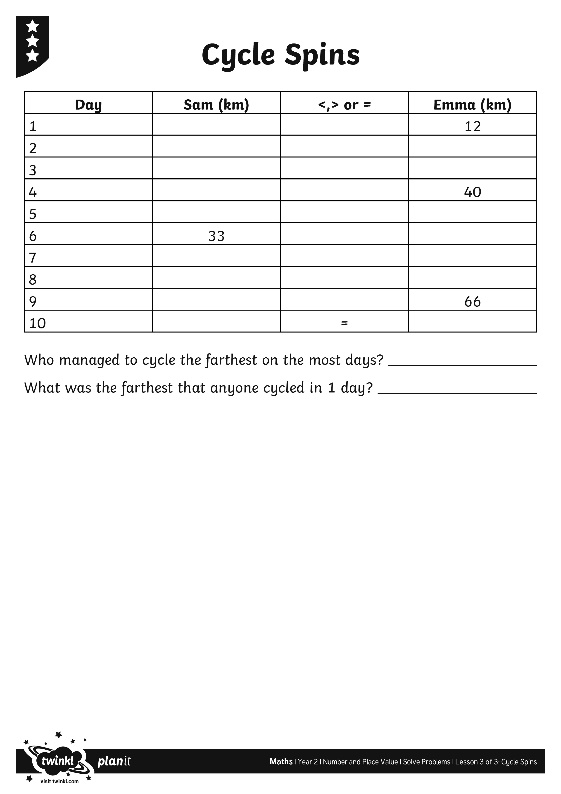 Cycle Spins
Day Sam (km) <,> or = Emma (km)
1 12
2
3
4 40
5
6 33
7
8
9 66
10 =
Who managed to cycle the farthest on the most days?
What was the farthest that anyone cycled in 1 day?
twinkl planit
Maths | Year 2 | Number and Place Value | Solve Problems | Lesson 3 of 3: Cycle Spins
visit twinkl.com